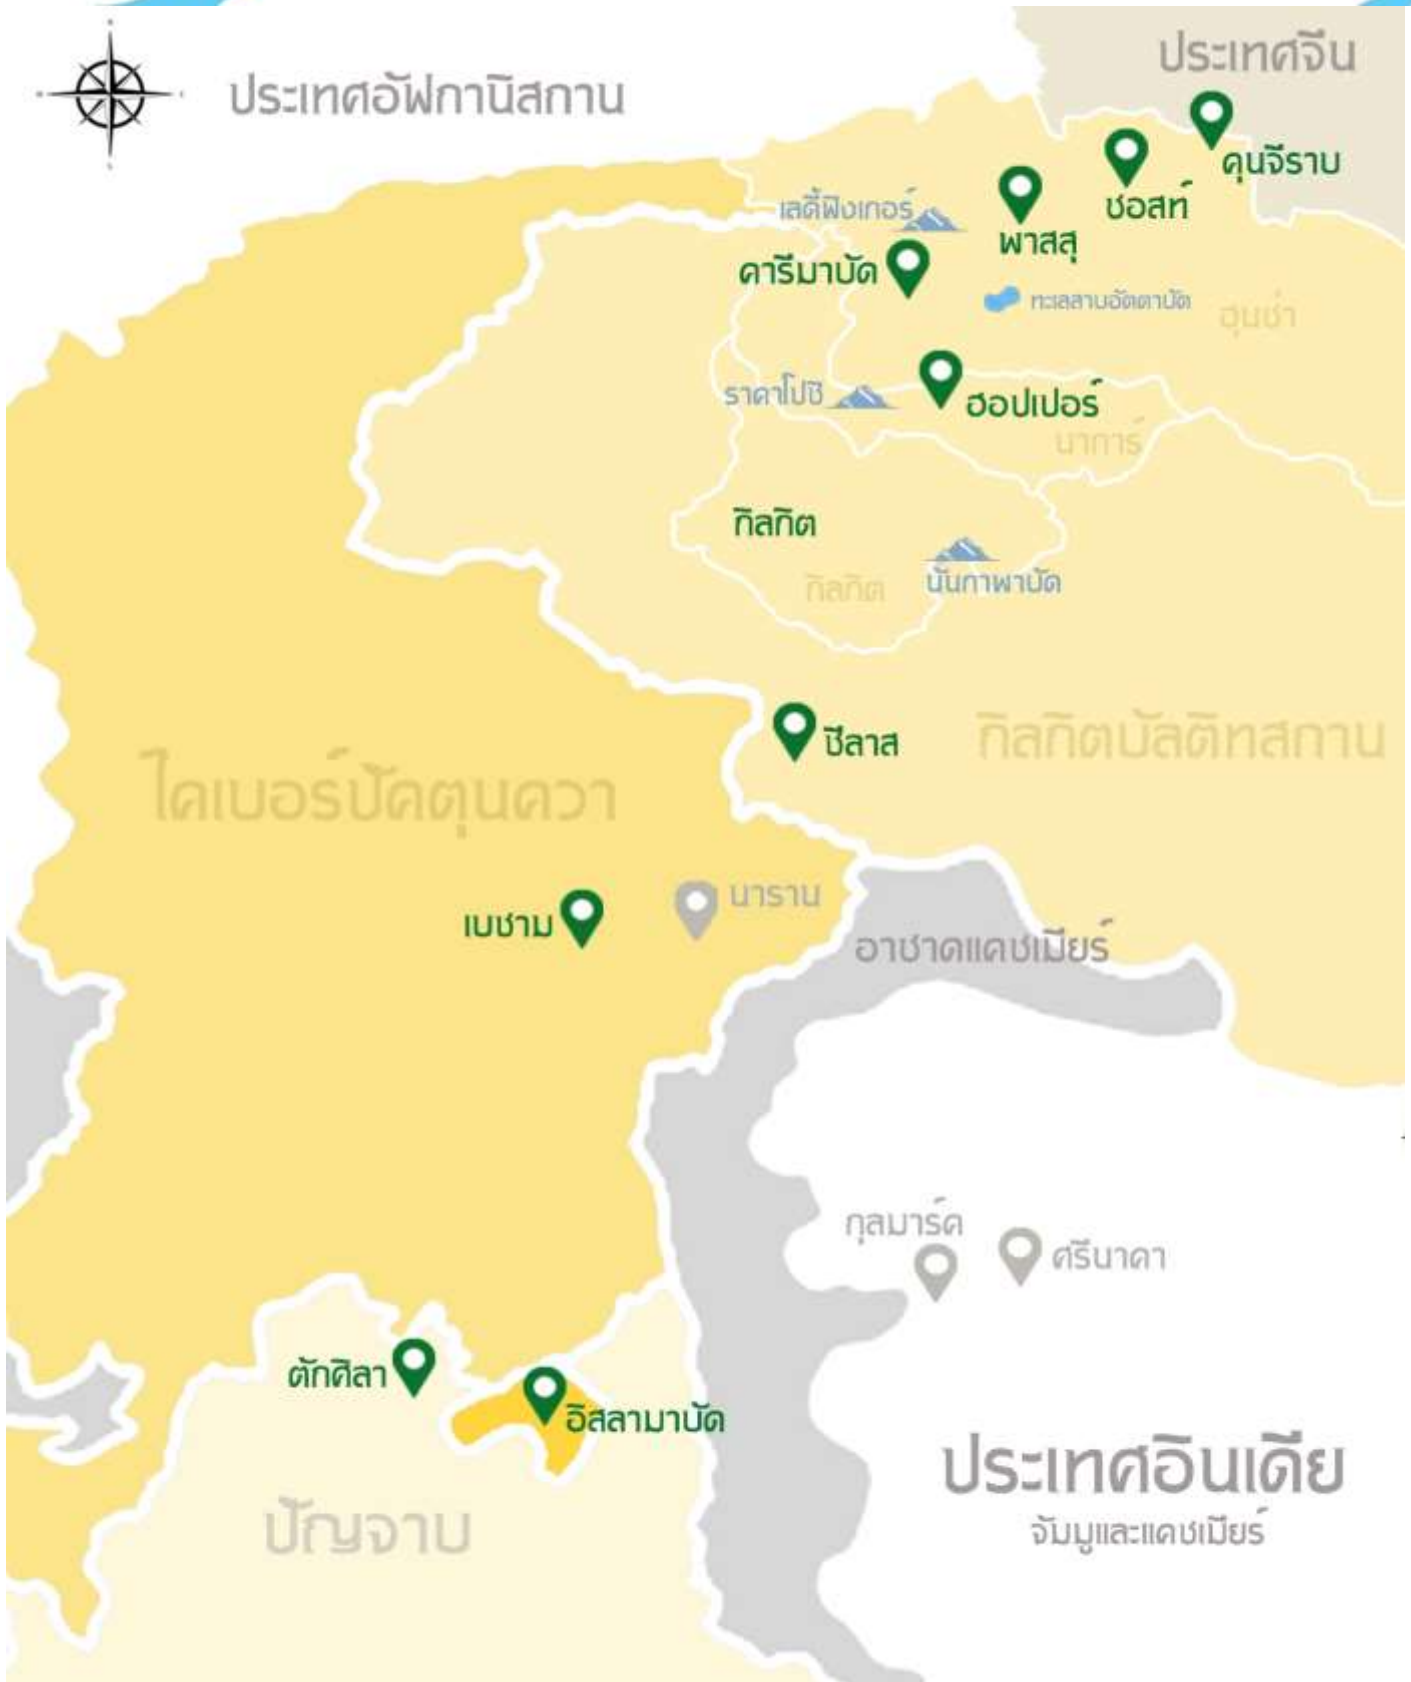 ประเทศจีน
ประเทศอัฟกานิสกาน
คุนจีราบ
ชอสท์
เลดี้ฟิงเกอร์
พาสสุ
คารีมาบัด
ทะเลสาบอัตตาบัด
ฮุนซ่า
ราคาโปชิ
ฮอปเปอร์
นาการ์
กิลกิต
นันกาพาบัด
กิลกิต
ชีลาส
กิลกิตบัลติทสถาน
ไคเบอร์ปัคตุนควา
นาราน
เบชาม
อาซาดแคชเมียร์
กุลมาร์ค
ศรีนาคา
ตักศิลา
อิสลามาบัด
ประเทศอินเดีย
ปัญจาบ
จัมมูและแคชเมียร์